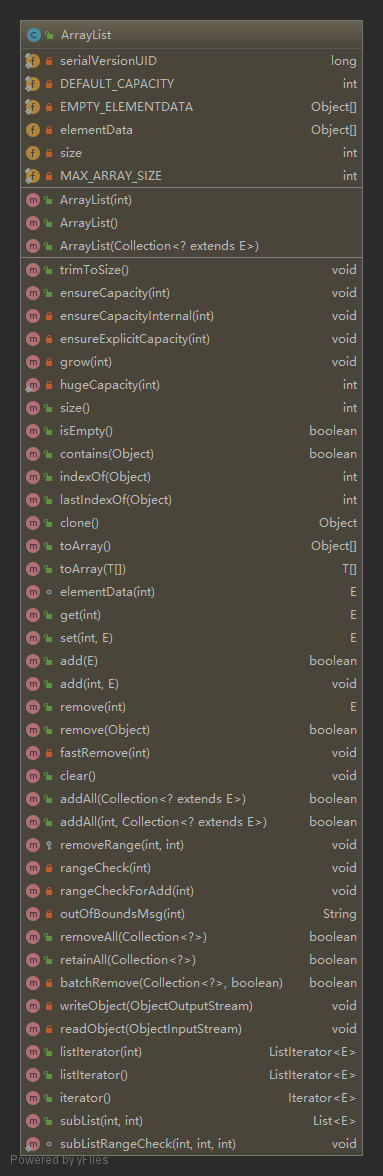 ArrayList
serialVersionUID long
DEFAULT_CAPACITY int
EMPTY_ELEMENTDATA Object[]
elementData Object[]
size int
MAX_ARRAY_SIZE int
ArrayList(int)
ArrayList()
ArrayList(Collection<? extends E>)
trimToSize() void
ensureCapacity(int) void
ensureCapacityInternal(int) void
ensureExplicitCapacity(int) void
grow(int) void
hugeCapacity(int) int
size() int
isEmpty() boolean
contains(Object) boolean
indexOf(Object) int
lastIndexOf(Object) int
clone() Object
toArray() Object[]
toArray(T[]) T[]
elementData(int) E
get(int) E
set(int, E) E
add(E) boolean
add(int, E) void
remove(int) E
remove(Object) boolean
fastRemove(int) void
clear() void
addAll(Collection<? extends E>) boolean
addAll(int, Collection<? extends E>) boolean
removeRange(int, int) void
rangeCheck(int) void
rangeCheckForAdd(int) void
outOfBoundsMsg(int) String
removeAll(Collection<?>) boolean
retainAll(Collection<?>) boolean
batchRemove(Collection<?>, boolean) boolean
writeObject(ObjectOutputStream) void
readObject(ObjectInputStream) void
listIterator(int) ListIterator<E>
listIterator() ListIterator<E>
iterator() Iterator<E>
subList(int, int) List<E>
subListRangeCheck(int, int, int) void
Powered by yFiles